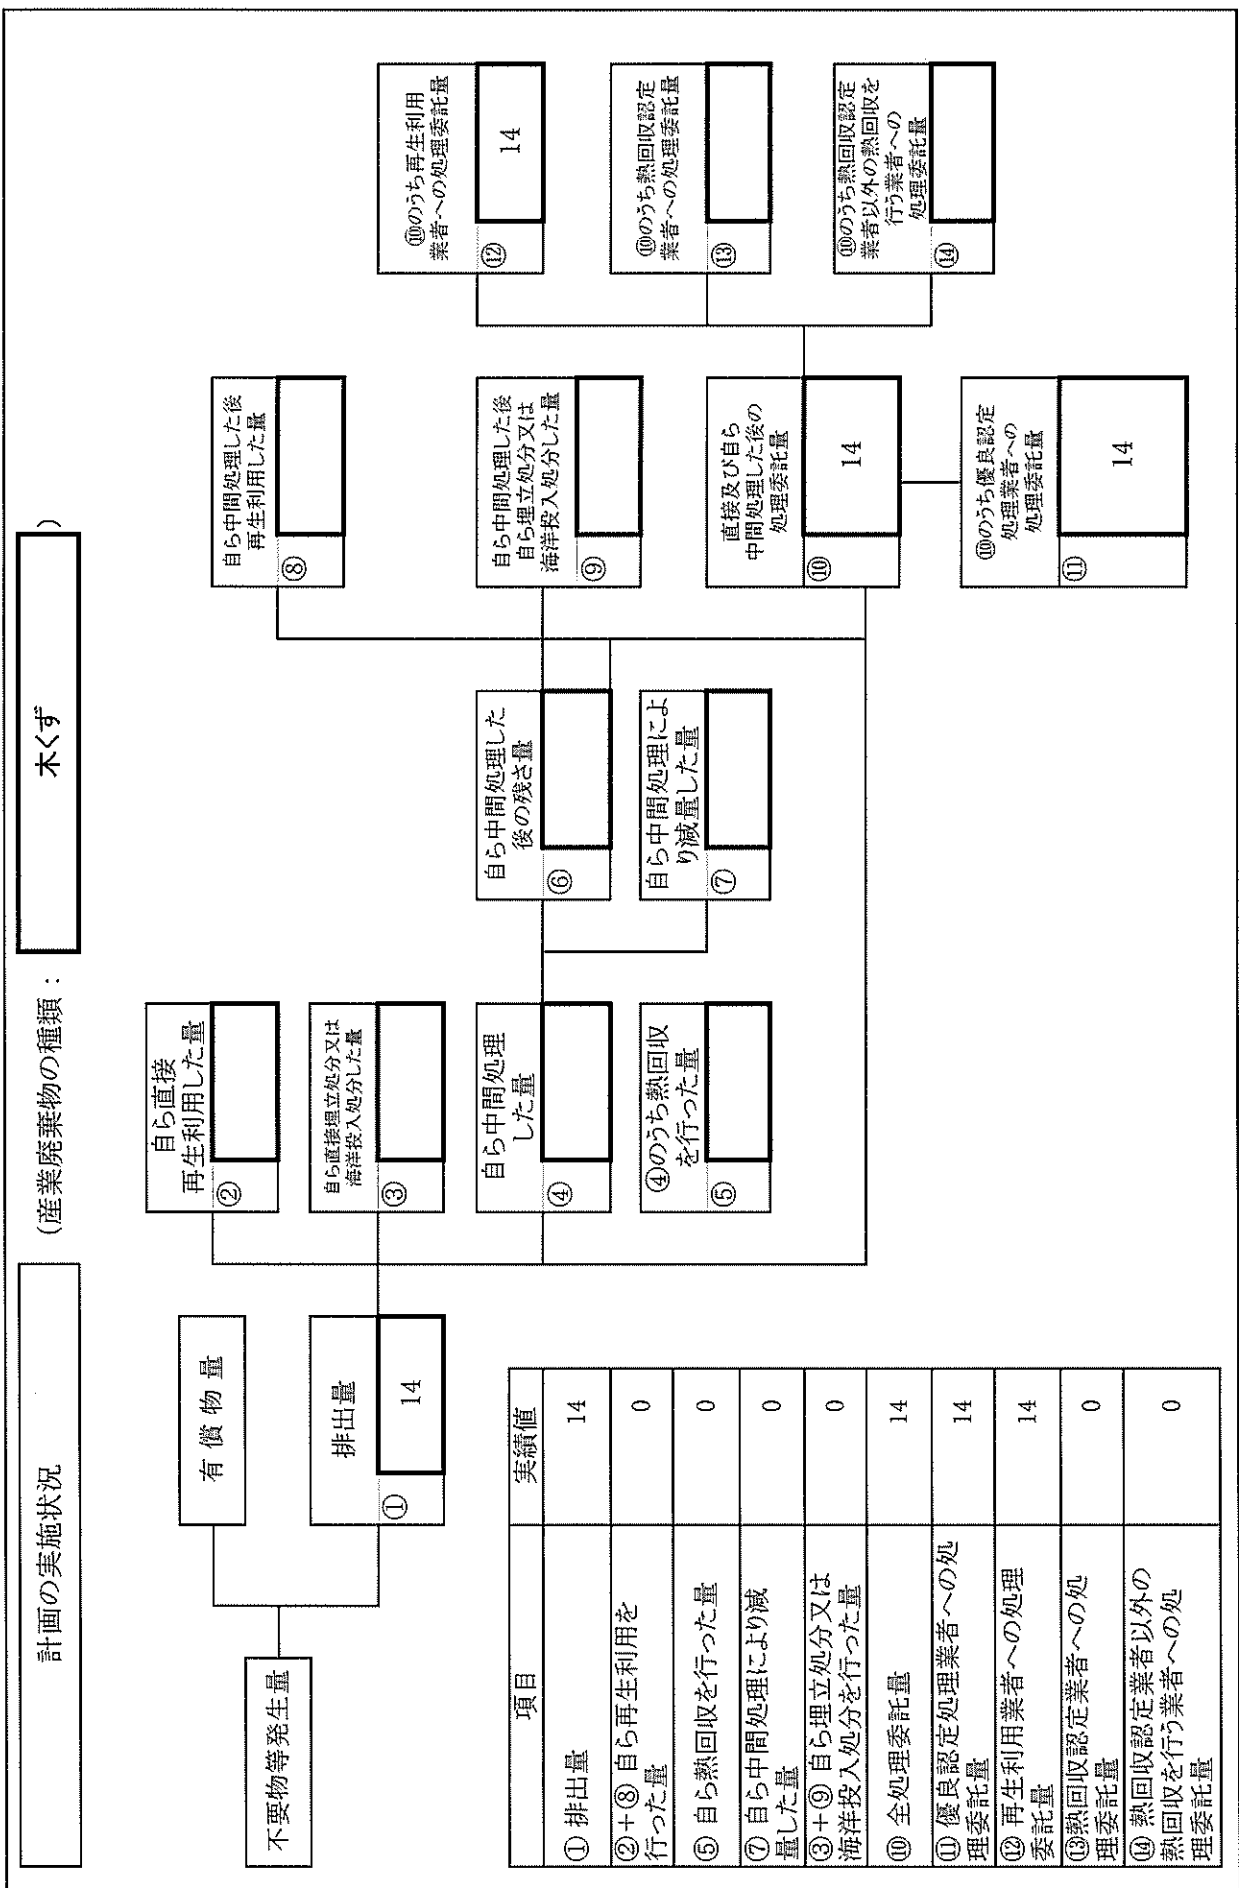 計画の実施状況
(産業廃棄物の種類：
木くず
)
不要物等発生量
有償物量
排出量
①
14
自ら直接
再生利用した量
②
自ら直接埋立処分又は
海洋投入処分した量
③
自ら中間処理
した量
④
④のうち熱回収
を行った量
⑤
自ら中間処理した
後の残さ量
⑥
自ら中間処理によ
り減量した量
⑦
自ら中間処理した後
再生利用した量
⑧
自ら中間処理した後
自ら埋立処分又は
海洋投入処分した量
⑨
直接及び自ら
中間処理した後の
処理委託量
⑩
14
⑩のうち優良認定
処理業者への
処理委託量
⑪
14
⑩のうち再生利用
業者への処理委託量
⑫
14
⑩のうち熱回収認定
業者への処理委託量
⑬
⑩のうち熱回収認定
業者以外の熱回収を
行う業者への
処理委託量
⑭
項目 実績値
① 排出量 14
②+⑧ 自ら再生利用を
行った量 0
⑤ 自ら熱回収を行った量 0
⑦ 自ら中間処理により減
量した量 0
③+⑨ 自ら埋立処分又は
海洋投入処分を行った量 0
⑩ 全処理委託量 14
⑪ 優良認定処理業者への処
理委託量 14
⑫ 再生利用業者への処理
委託量 14
⑬熱回収認定業者への処
理委託量 0
⑭ 熱回収認定業者以外の
熱回収を行う業者への処
理委託量 0